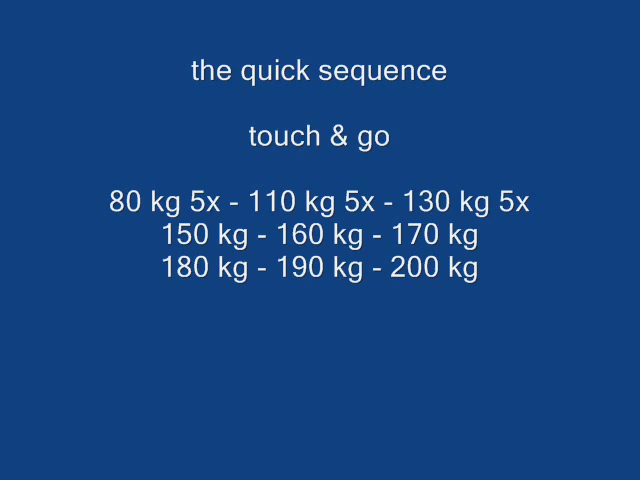 the quick sequence
touch & go
80 kg 5x - 110 kg 5x - 130 kg 5x
150 kg - 160 kg - 170 kg
180 kg - 190 kg - 200 kg